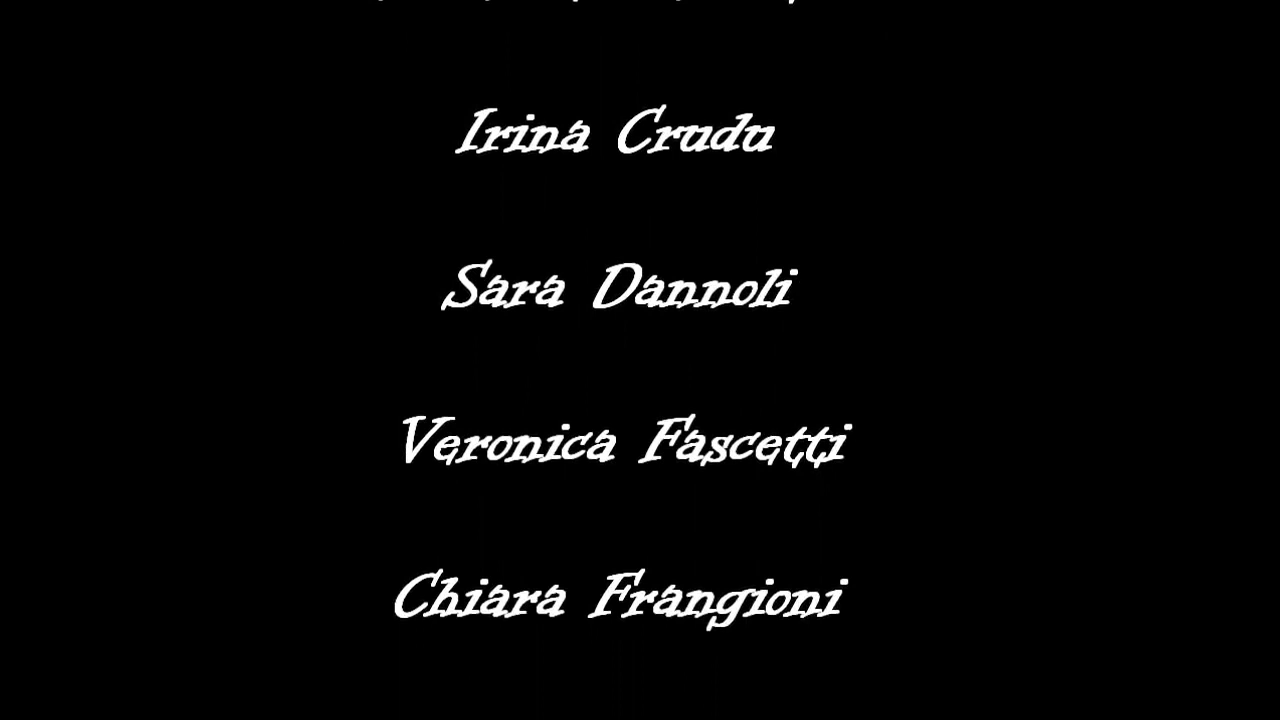 Irina Crudu
Sara Dannoli
Veronica Fascetti
Chiara Frangioni